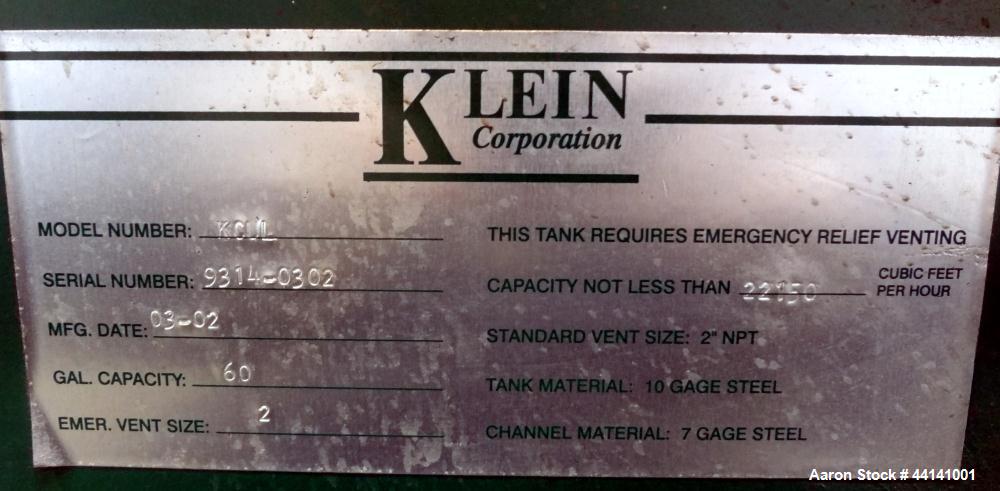 KLEIN
Corporation
MODEL NUMBER:
SERIAL NUMBER: 9314-0302
MFG. DATE: 03-02
GAL. CAPACITY: 60
EMER. VENT SIZE: 2
THIS TANK REQUIRES EMERGENCY RELIEF VENTING
CAPACITY NOT LESS THAN 22150 CUBIC FEET
PER HOUR
STANDARD VENT SIZE: 2" NPT
TANK MATERIAL: 10 GAGE STEEL
CHANNEL MATERIAL: 7 GAGE STEEL
Aaron Stock # 44141001